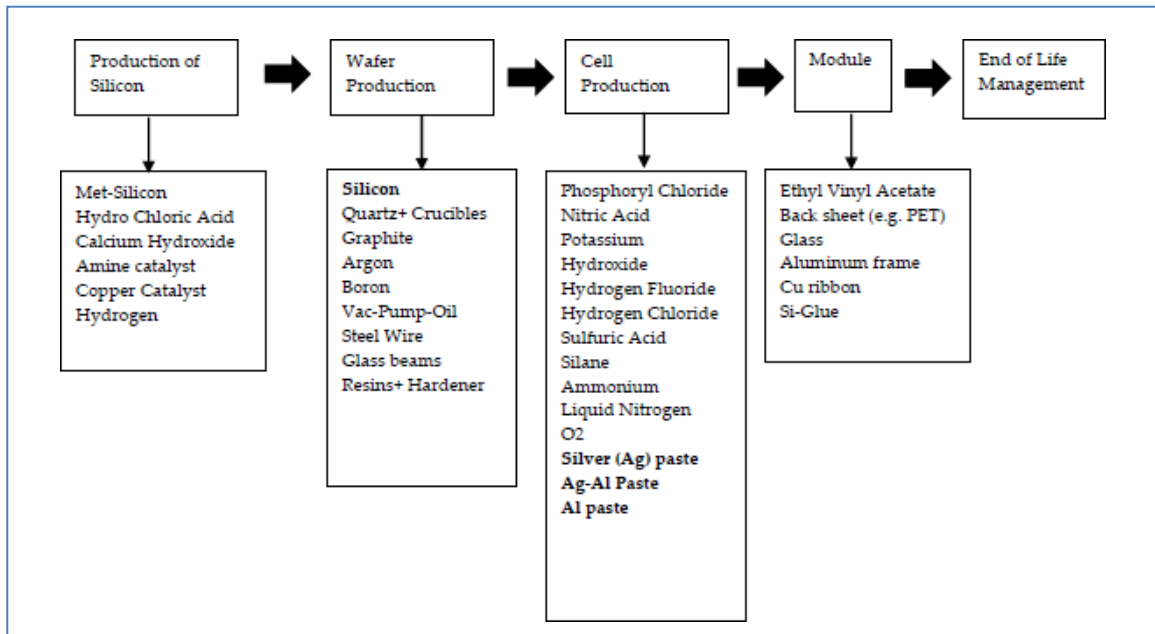 Production of
Silicon
Wafer
Production
Cell
Production
Module
End of Life
Management
Met-Silicon
Hydro Chloric Acid
Calcium Hydroxide
Amine catalyst
Copper Catalyst
Hydrogen
Silicon
Quartz+ Crucibles
Graphite
Argon
Boron
Vac-Pump-Oil
Steel Wire
Glass beams
Resins+ Hardener
Phosphoryl Chloride
Nitric Acid
Potassium
Hydroxide
Hydrogen Fluoride
Hydrogen Chloride
Sulfuric Acid
Silane
Ammonium
Liquid Nitrogen
O2
Silver (Ag) paste
Ag-Al Paste
Al paste
Ethyl Vinyl Acetate
Back sheet (e.g. PET)
Glass
Aluminum frame
Cu ribbon
Si-Glue